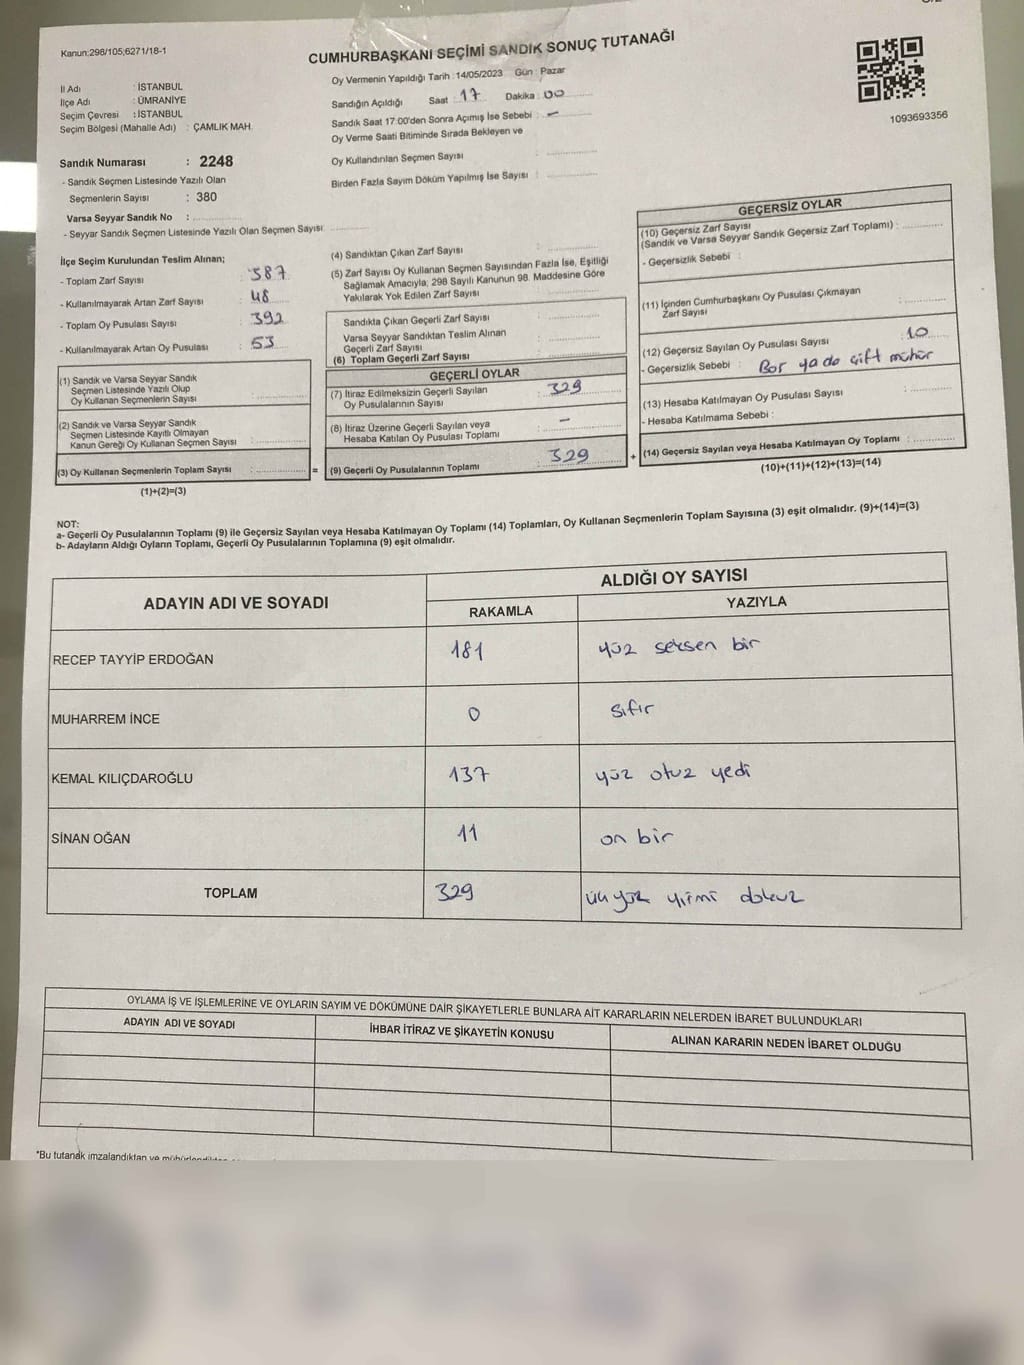 Kanun:298/105;6271/18-1
CUMHURBAŞKANI SEÇİMİ SANDIK SONUÇ TUTANAĞI
Oy Vermenin Yapıldığı Tarih : 14/05/2023 Gün : Pazar
İl Adı : İSTANBUL
İlçe Adı : ÜMRANİYE
Seçim Çevresi : İSTANBUL
Seçim Bölgesi (Mahalle Adı) : ÇAMLIK MAH.
Sandığın Açıldığı Saat : 17 Dakika : 00
Sandık Saat 17:00'den Sonra Açımış İse Sebebi : —
Oy Verme Saati Bitiminde Sırada Bekleyen ve
Oy Kullandırılan Seçmen Sayısı :
Birden Fazla Sayım Döküm Yapılmış İse Sayısı :
1093693356
Sandık Numarası : 2248
- Sandık Seçmen Listesinde Yazılı Olan
Seçmenlerin Sayısı : 380
Varsa Seyyar Sandık No :
- Seyyar Sandık Seçmen Listesinde Yazılı Olan Seçmen Sayısı:
İlçe Seçim Kurulundan Teslim Alınan;
- Toplam Zarf Sayısı : 387
- Kullanılmayarak Artan Zarf Sayısı : 48
- Toplam Oy Pusulası Sayısı : 392
- Kullanılmayarak Artan Oy Pusulası : 53
(1) Sandık ve Varsa Seyyar Sandık
Seçmen Listesinde Yazılı Olup
Oy Kullanan Seçmenlerin Sayısı :
(2) Sandık ve Varsa Seyyar Sandık
Seçmen Listesinde Kayıtlı Olmayan
Kanun Gereği Oy Kullanan Seçmen Sayısı :
(3) Oy Kullanan Seçmenlerin Toplam Sayısı : =
(1)+(2)=(3)
(4) Sandıktan Çıkan Zarf Sayısı :
(5) Zarf Sayısı Oy Kullanan Seçmen Sayısından Fazla İse, Eşitliği
Sağlamak Amacıyla; 298 Sayılı Kanunun 98. Maddesine Göre
Yakılarak Yok Edilen Zarf Sayısı :
Sandıkta Çıkan Geçerli Zarf Sayısı :
Varsa Seyyar Sandıktan Teslim Alınan
Geçerli Zarf Sayısı :
(6) Toplam Geçerli Zarf Sayısı :
GEÇERLİ OYLAR
(7) İtiraz Edilmeksizin Geçerli Sayılan
Oy Pusulalarının Sayısı : 329
(8) İtiraz Üzerine Geçerli Sayılan veya
Hesaba Katılan Oy Pusulası Toplamı : —
(9) Geçerli Oy Pusulalarının Toplamı : 329 +
GEÇERSİZ OYLAR
(10) Geçersiz Zarf Sayısı
(Sandık ve Varsa Seyyar Sandık Geçersiz Zarf Toplamı) :
- Geçersizlik Sebebi :
(11) İçinden Cumhurbaşkanı Oy Pusulası Çıkmayan
Zarf Sayısı :
(12) Geçersiz Sayılan Oy Pusulası Sayısı : 10
- Geçersizlik Sebebi : Boş ya da çift mühür
(13) Hesaba Katılmayan Oy Pusulası Sayısı :
- Hesaba Katılmama Sebebi :
(14) Geçersiz Sayılan veya Hesaba Katılmayan Oy Toplamı :
(10)+(11)+(12)+(13)=(14)
NOT:
a- Geçerli Oy Pusulalarının Toplamı (9) ile Geçersiz Sayılan veya Hesaba Katılmayan Oy Toplamı (14) Toplamları, Oy Kullanan Seçmenlerin Toplam Sayısına (3) eşit olmalıdır. (9)+(14)=(3)
b- Adayların Aldığı Oyların Toplamı, Geçerli Oy Pusulalarının Toplamına (9) eşit olmalıdır.
ADAYIN ADI VE SOYADI
ALDIĞI OY SAYISI
RAKAMLA YAZIYLA
RECEP TAYYİP ERDOĞAN 181 yüz seksen bir
MUHARREM İNCE 0 sıfır
KEMAL KILIÇDAROĞLU 137 yüz otuz yedi
SİNAN OĞAN 11 on bir
TOPLAM 329 üç yüz yirmi dokuz
OYLAMA İŞ VE İŞLEMLERİNE VE OYLARIN SAYIM VE DÖKÜMÜNE DAİR ŞİKAYETLERLE BUNLARA AİT KARARLARIN NELERDEN İBARET BULUNDUKLARI
ADAYIN ADI VE SOYADI İHBAR İTİRAZ VE ŞİKAYETİN KONUSU ALINAN KARARIN NEDEN İBARET OLDUĞU
*Bu tutanak imzalandıktan ve